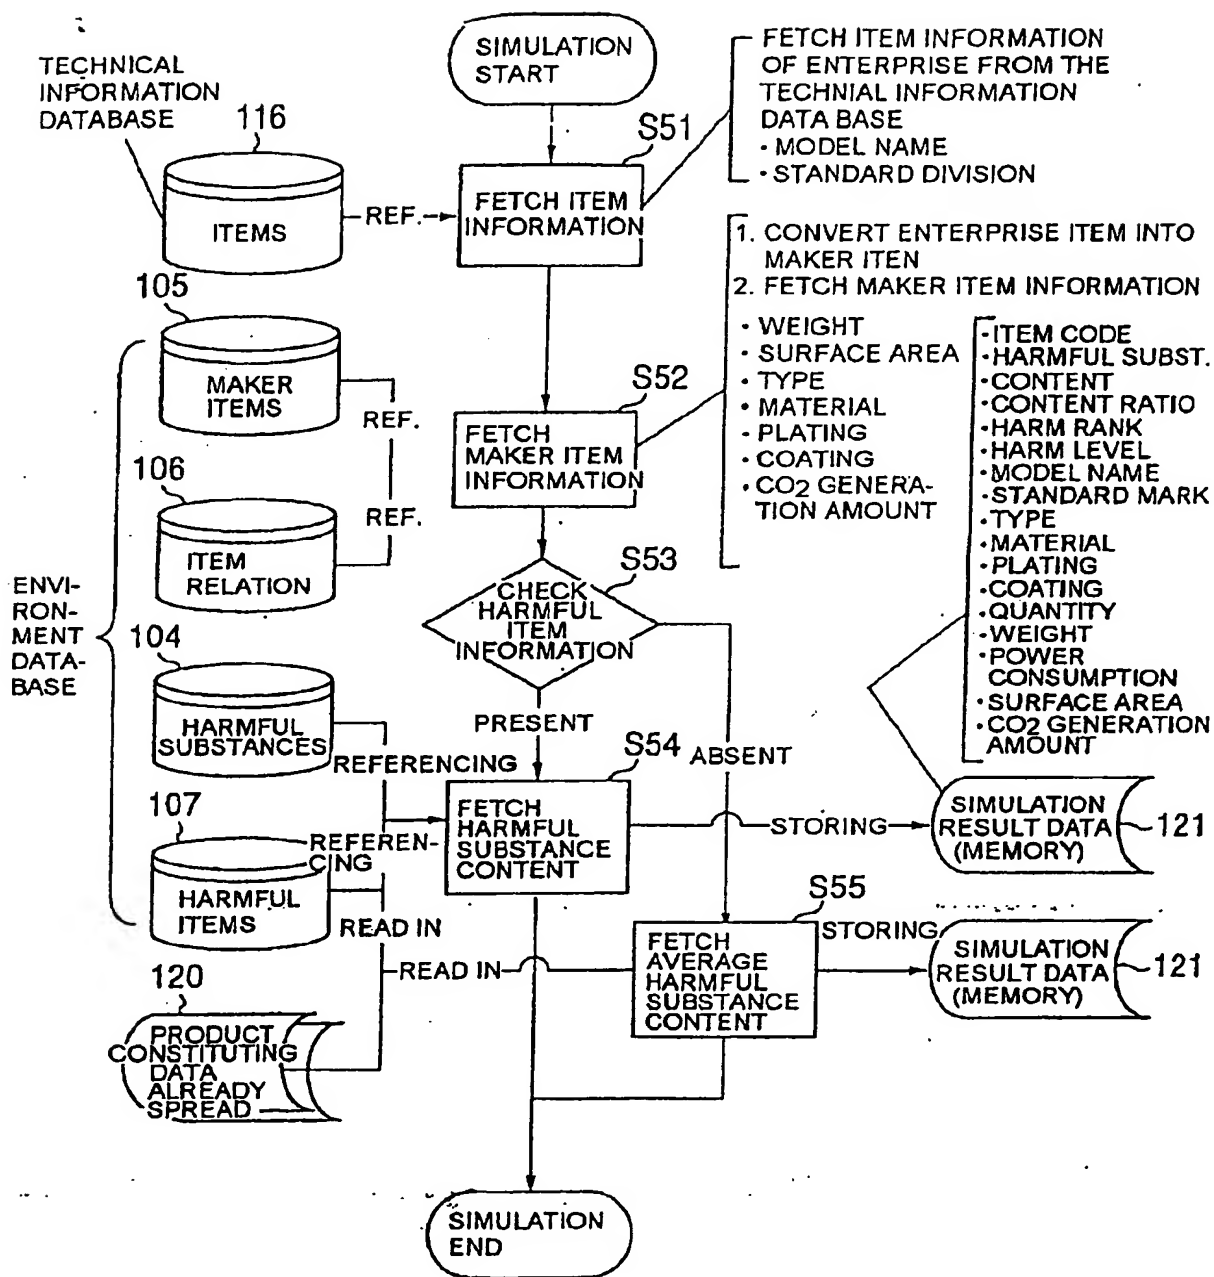 SIMULATION
START
TECHNICAL
INFORMATION
DATABASE
116
ITEMS
REF.
S51
FETCH ITEM
INFORMATION
FETCH ITEM INFORMATION
OF ENTERPRISE FROM THE
TECHNIAL INFORMATION
DATA BASE
· MODEL NAME
· STANDARD DIVISION
1. CONVERT ENTERPRISE ITEM INTO
MAKER ITEN
2. FETCH MAKER ITEM INFORMATION
· WEIGHT
· SURFACE AREA
· TYPE
· MATERIAL
· PLATING
· COATING
· CO2 GENERA-
TION AMOUNT
· ITEM CODE
· HARMFUL SUBST.
· CONTENT
· CONTENT RATIO
· HARM RANK
· HARM LEVEL
· MODEL NAME
· STANDARD MARK
· TYPE
· MATERIAL
· PLATING
· COATING
· QUANTITY
· WEIGHT
· POWER
CONSUMPTION
· SURFACE AREA
· CO2 GENERATION
AMOUNT
105
MAKER
ITEMS
REF.
S52
FETCH
MAKER ITEM
INFORMATION
106
ITEM
RELATION
REF.
ENVI-
RON-
MENT
DATA-
BASE
S53
CHECK
HARMFUL
ITEM
INFORMATION
PRESENT
ABSENT
104
HARMFUL
SUBSTANCES
REFERENCING
S54
FETCH
HARMFUL
SUBSTANCE
CONTENT
STORING
SIMULATION
RESULT DATA
(MEMORY)
121
107
HARMFUL
ITEMS
REFEREN-
CING
READ IN
READ IN
S55
FETCH
AVERAGE
HARMFUL
SUBSTANCE
CONTENT
STORING
SIMULATION
RESULT DATA
(MEMORY)
121
120
PRODUCT
CONSTITUTING
DATA
ALREADY
SPREAD
SIMULATION
END